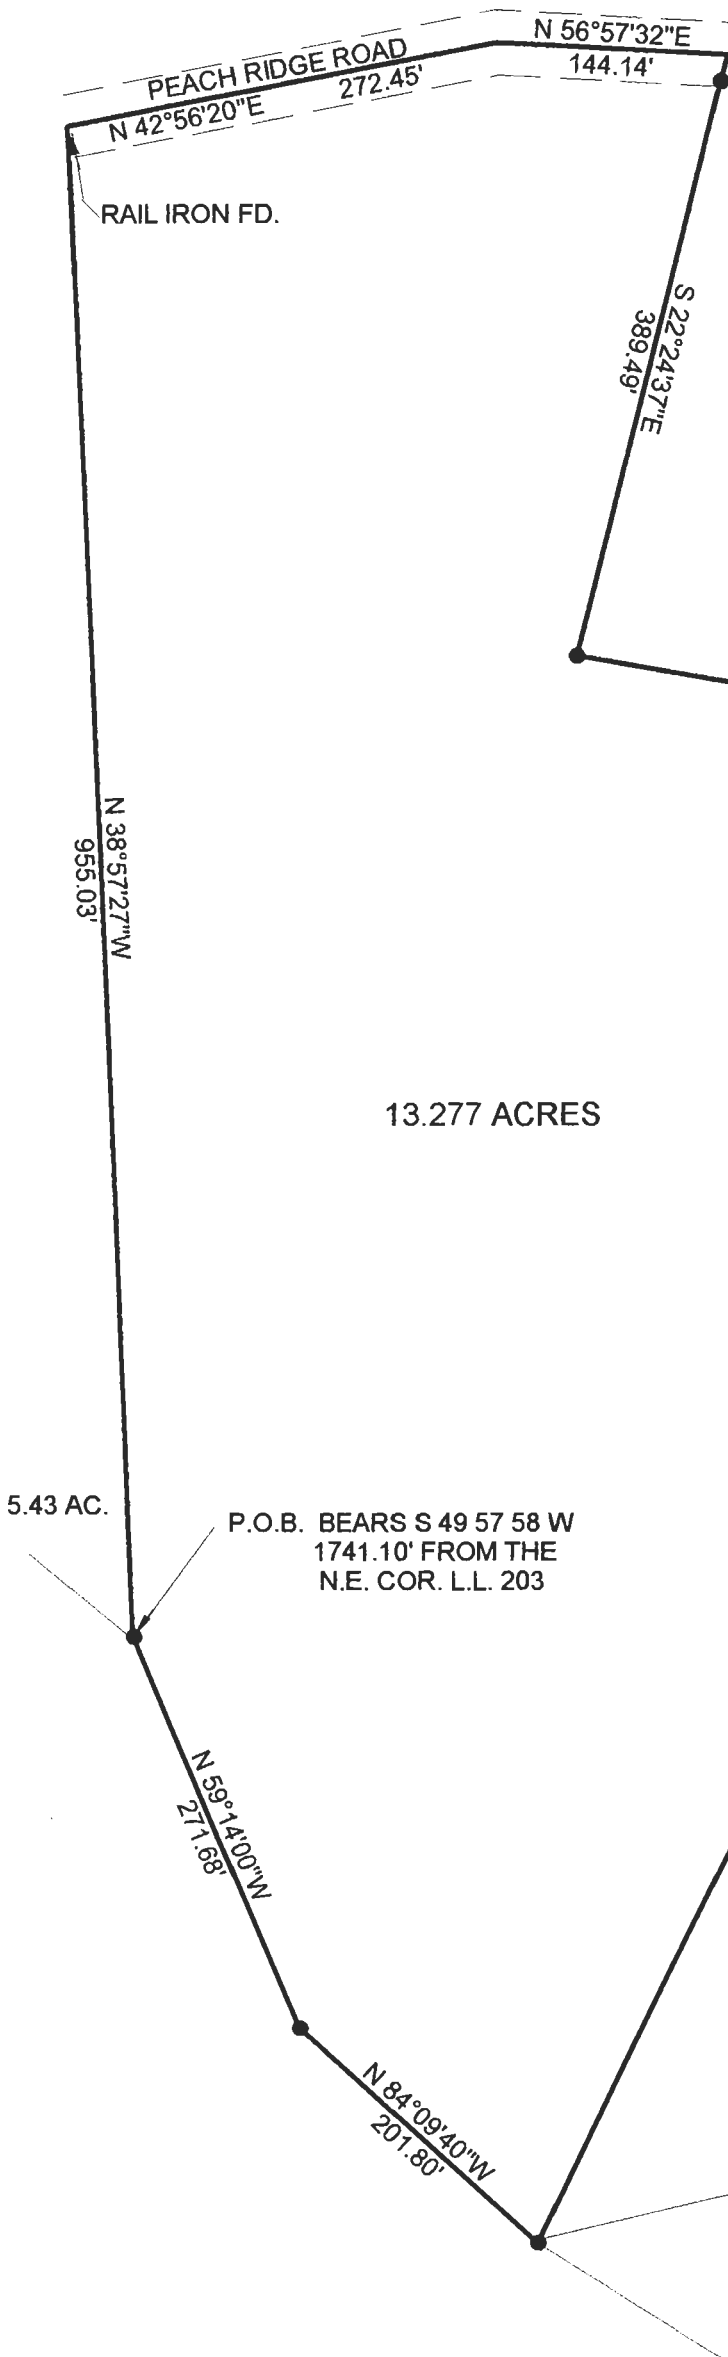 N 56°57'32"E
144.14'
PEACH RIDGE ROAD
N 42°56'20"E
272.45'
RAIL IRON FD.
S 22°24'37"E
389.49'
N 38°57'27"W
955.03'
13.277 ACRES
5.43 AC.
P.O.B. BEARS S 49 57 58 W
1741.10' FROM THE
N.E. COR. L.L. 203
N 59°14'00"W
271.68'
N 84°09'40"W
201.80'